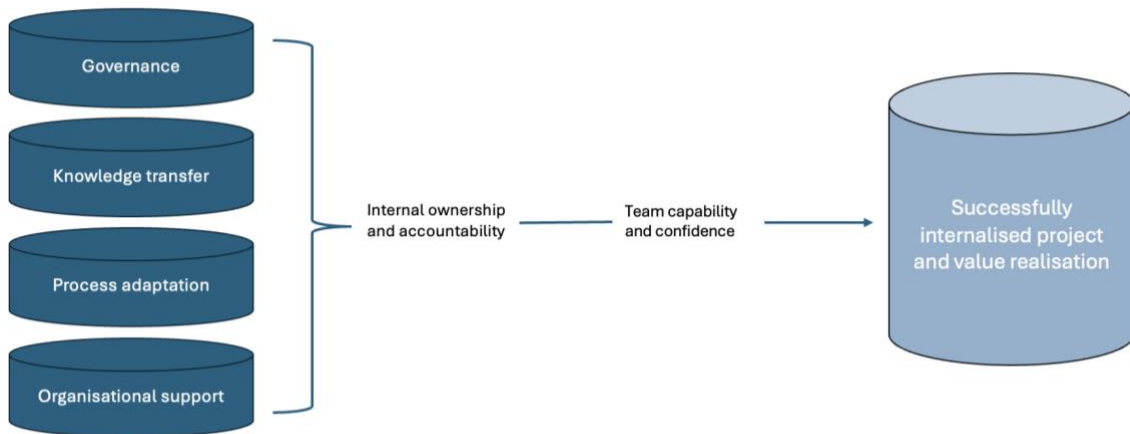 Governance
Knowledge transfer
Process adaptation
Organisational support
Internal ownership
and accountability
Team capability
and confidence
Successfully
internalised project
and value realisation